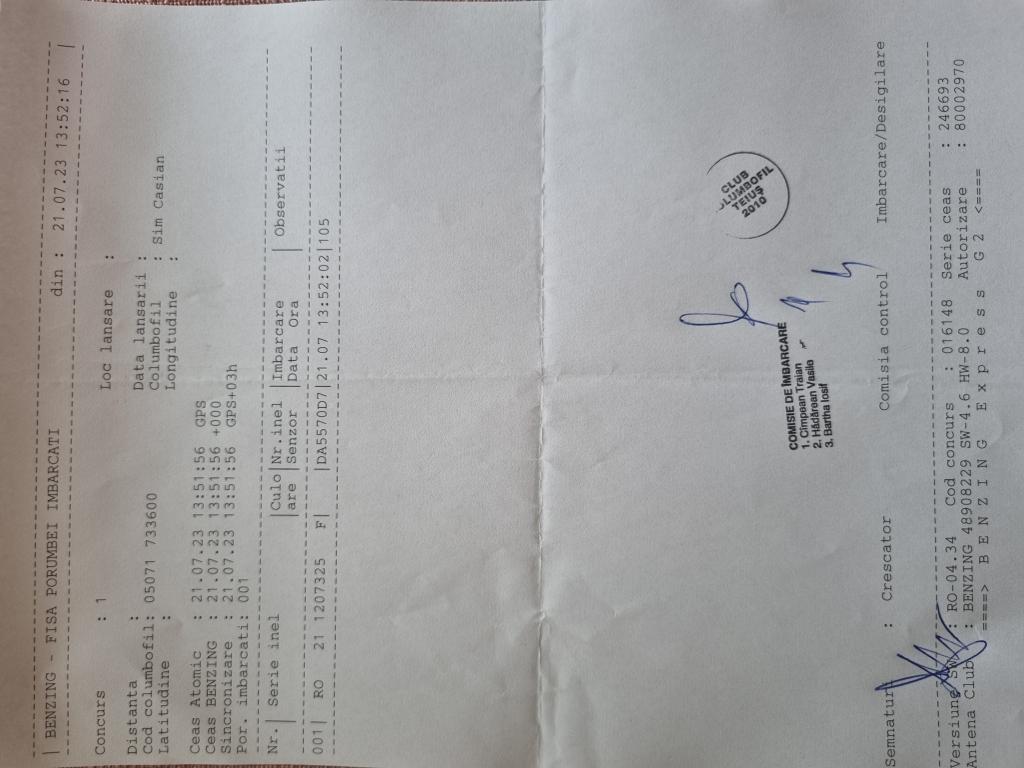 | BENZING - FISA PORUMBEI IMBARCATI din : 21.07.23 13:52:16 |
Concurs : 1 Loc lansare :
Distanta : Data lansarii :
Cod columbofil: 05071 733600 Columbofil : Sim Casian
Latitudine : Longitudine :
Ceas Atomic : 21.07.23 13:51:56 GPS
Ceas BENZING : 21.07.23 13:51:56 +000
Sincronizare : 21.07.23 13:51:56 GPS+03h
Por. imbarcati: 001
Nr.| Serie inel |Culo|Nr.inel |Imbarcare | Observatii
|are |Senzor |Data Ora |
001| RO 21 1207325 F| |DA5570D7|21.07 13:52:02|105
CLUB
COLUMBOFIL
TEIUȘ
2010
COMISIE DE ÎMBARCARE
1. Cîmpean Traian
2. Hădărean Vasile
3. Bartha Iosif
Semnaturi : Crescator Comisia control Imbarcare/Desigilare
Versiune SW : RO-04.34 Cod concurs : 016148 Serie ceas : 246693
Antena Club : BENZING 48908229 SW-4.6 HW-8.0 Autorizare : 80002970
====> B E N Z I N G E x p r e s s G 2 <====